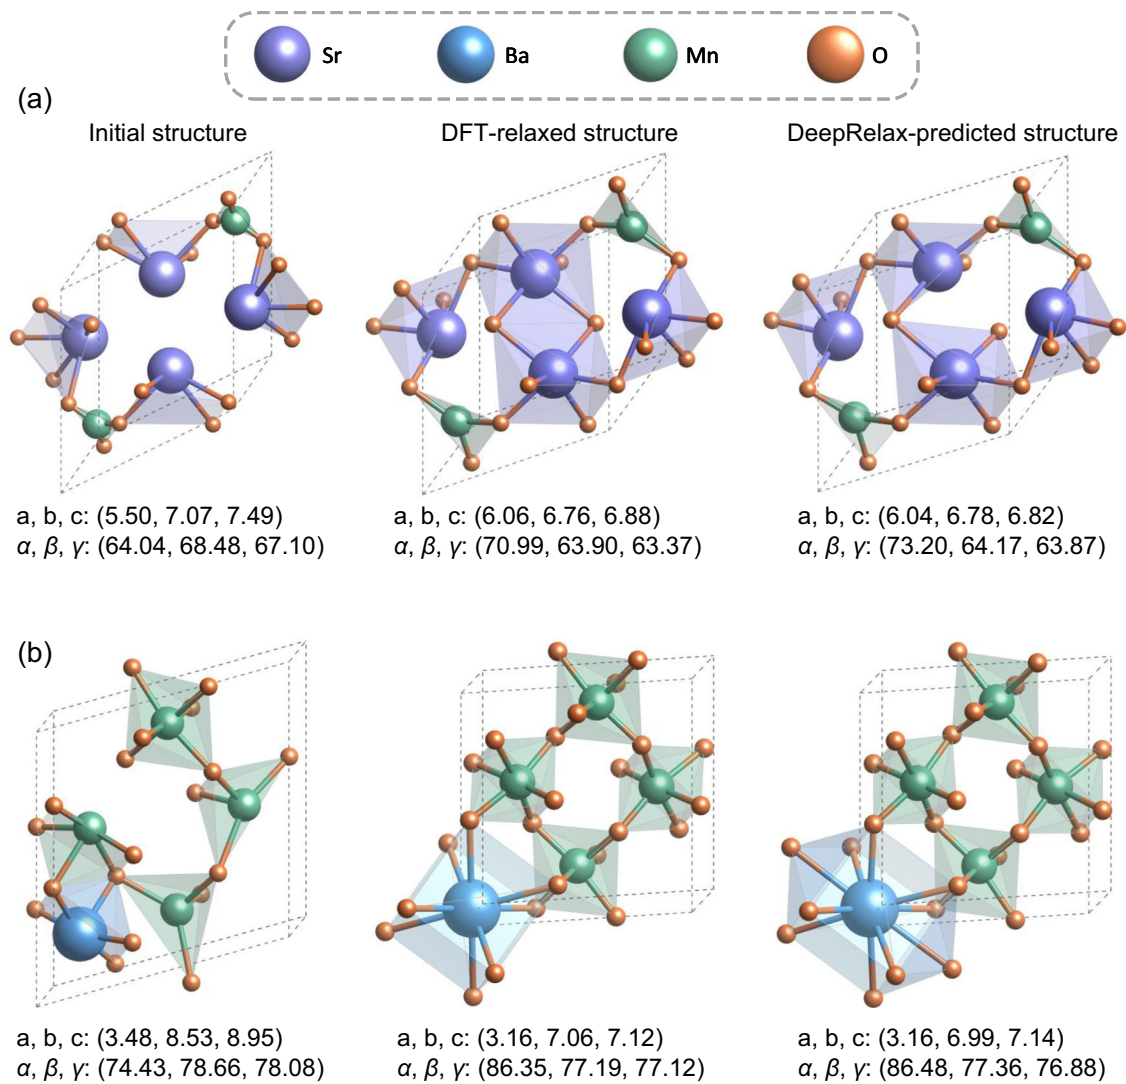 Sr Ba Mn O
(a)
Initial structure DFT-relaxed structure DeepRelax-predicted structure
a, b, c: (5.50, 7.07, 7.49) a, b, c: (6.06, 6.76, 6.88) a, b, c: (6.04, 6.78, 6.82)
α, β, γ: (64.04, 68.48, 67.10) α, β, γ: (70.99, 63.90, 63.37) α, β, γ: (73.20, 64.17, 63.87)
(b)
a, b, c: (3.48, 8.53, 8.95) a, b, c: (3.16, 7.06, 7.12) a, b, c: (3.16, 6.99, 7.14)
α, β, γ: (74.43, 78.66, 78.08) α, β, γ: (86.35, 77.19, 77.12) α, β, γ: (86.48, 77.36, 76.88)